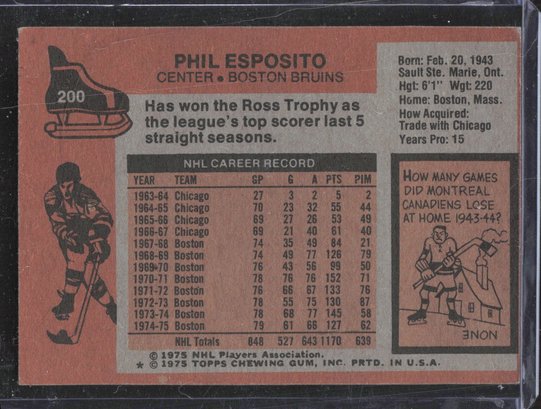 200
PHIL ESPOSITO
CENTER • BOSTON BRUINS
Has won the Ross Trophy as
the league's top scorer last 5
straight seasons.
Born: Feb. 20, 1943
Sault Ste. Marie, Ont.
Hgt: 6'1" Wgt: 220
Home: Boston, Mass.
How Acquired:
Trade with Chicago
Years Pro: 15
NHL CAREER RECORD
YEAR TEAM GP G A PTS PIM
1963-64 Chicago 27 3 2 5 2
1964-65 Chicago 70 23 32 55 44
1965-66 Chicago 69 27 26 53 49
1966-67 Chicago 69 21 40 61 40
1967-68 Boston 74 35 49 84 21
1968-69 Boston 74 49 77 126 79
1969-70 Boston 76 43 56 99 50
1970-71 Boston 78 76 76 152 71
1971-72 Boston 76 66 67 133 76
1972-73 Boston 78 55 75 130 87
1973-74 Boston 78 68 77 145 58
1974-75 Boston 79 61 66 127 62
NHL Totals 848 527 643 1170 639
HOW MANY GAMES
DID MONTREAL
CANADIENS LOSE
AT HOME 1943-44?
NONE
© 1975 NHL Players Association.
* © 1975 TOPPS CHEWING GUM, INC. PRTD. IN U.S.A.